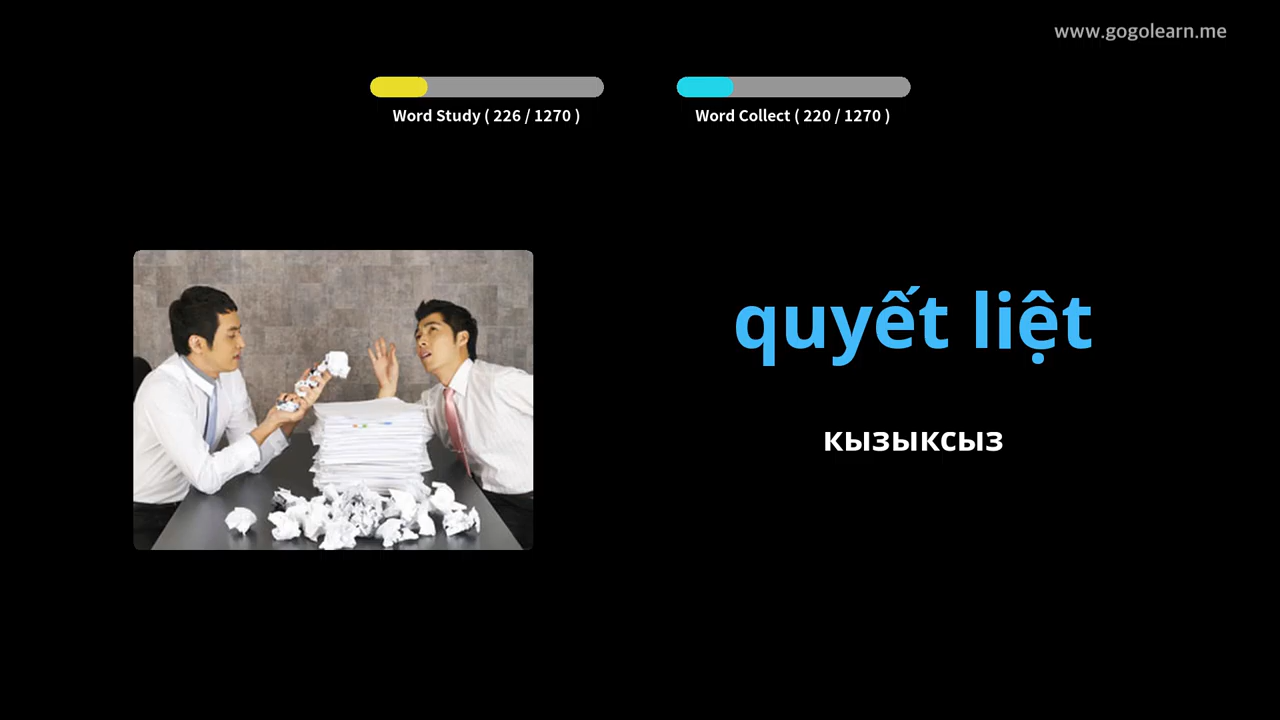 www.gogolearn.me
Word Study ( 226 / 1270 )
Word Collect ( 220 / 1270 )
quyết liệt
кызыксыз